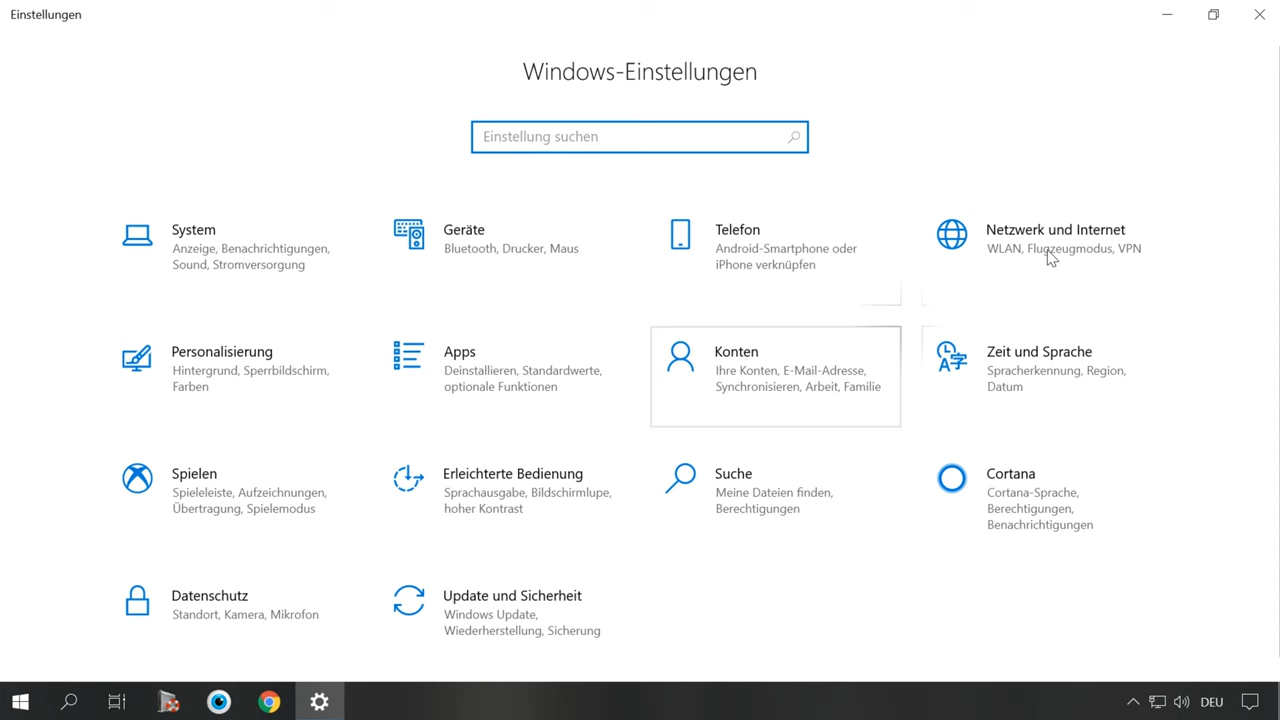 Einstellungen
Windows-Einstellungen
Einstellung suchen
System
Anzeige, Benachrichtigungen,
Sound, Stromversorgung
Geräte
Bluetooth, Drucker, Maus
Telefon
Android-Smartphone oder
iPhone verknüpfen
Netzwerk und Internet
WLAN, Flugzeugmodus, VPN
Personalisierung
Hintergrund, Sperrbildschirm,
Farben
Apps
Deinstallieren, Standardwerte,
optionale Funktionen
Konten
Ihre Konten, E-Mail-Adresse,
Synchronisieren, Arbeit, Familie
Zeit und Sprache
Spracherkennung, Region,
Datum
Spielen
Spieleleiste, Aufzeichnungen,
Übertragung, Spielemodus
Erleichterte Bedienung
Sprachausgabe, Bildschirmlupe,
hoher Kontrast
Suche
Meine Dateien finden,
Berechtigungen
Cortana
Cortana-Sprache,
Berechtigungen,
Benachrichtigungen
Datenschutz
Standort, Kamera, Mikrofon
Update und Sicherheit
Windows Update,
Wiederherstellung, Sicherung
DEU